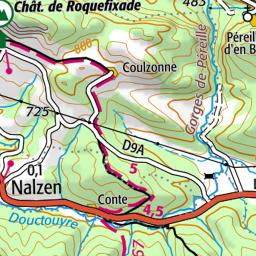 Chât. de Roquefixade
483
Péreil
d'en B
888
Coulzonne
Gorges-de-Péreille
725
D9A
5
0,1
Nalzen
Conte
4,5
Douctouyre